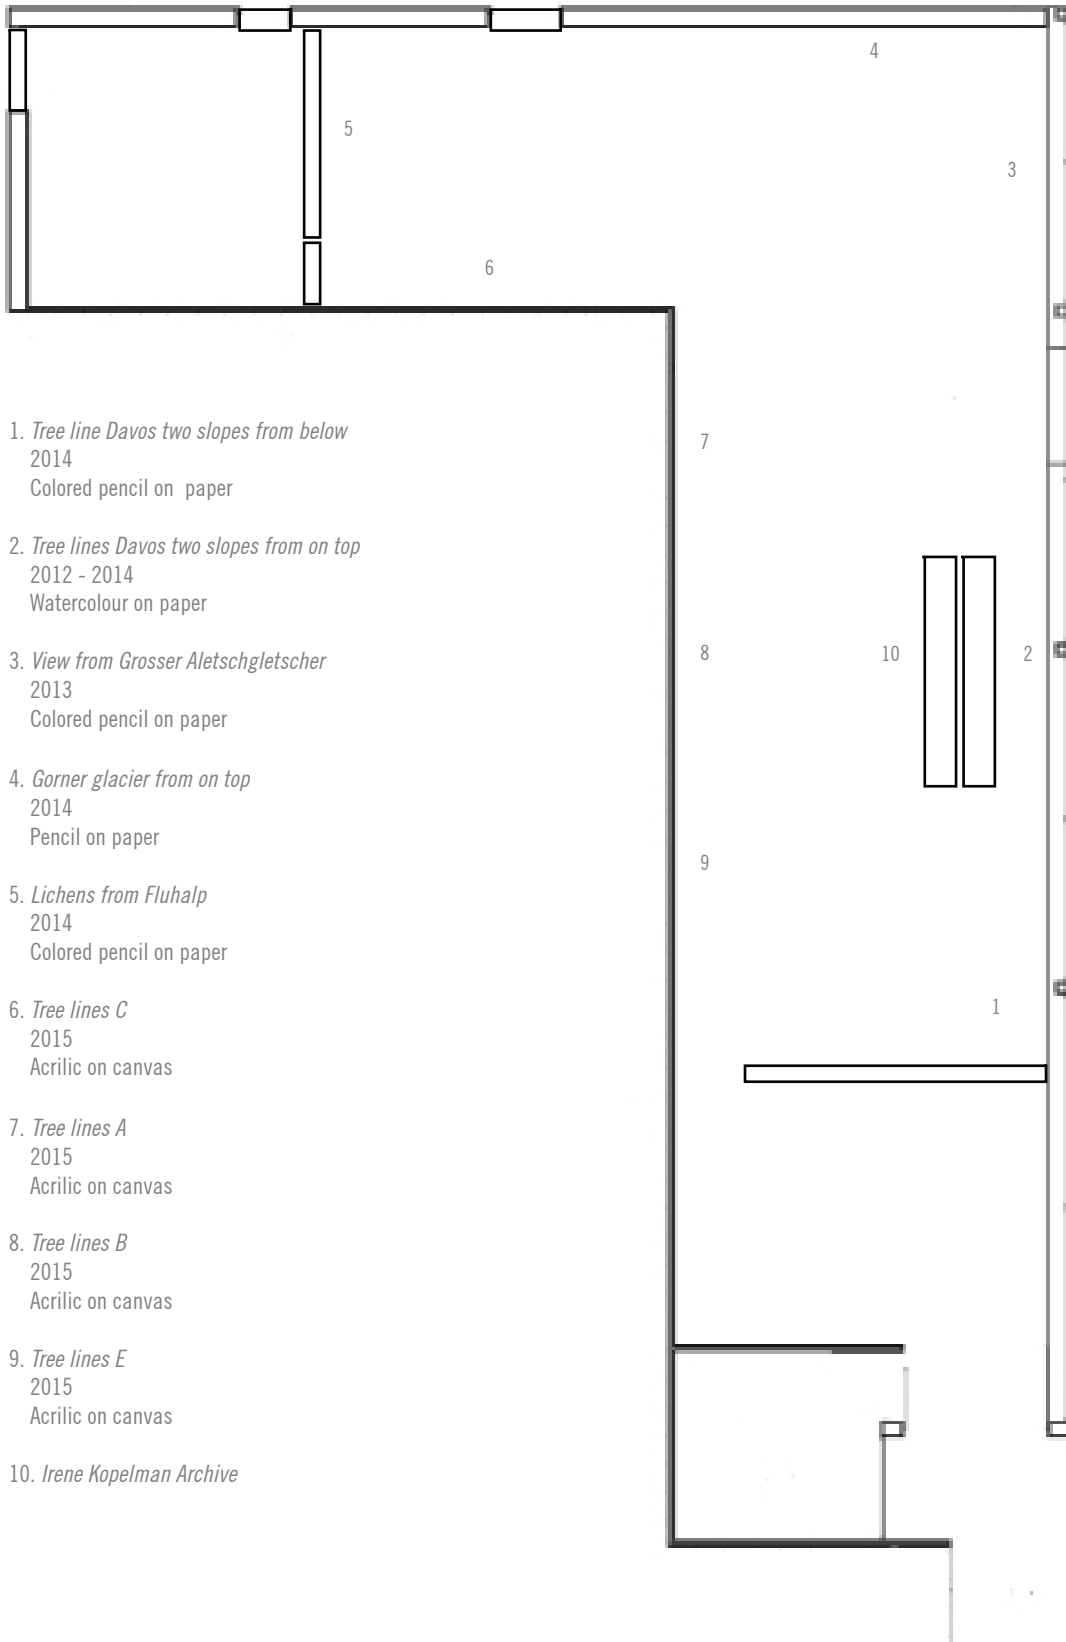 4
5
3
6
1. Tree line Davos two slopes from below
2014
Colored pencil on  paper
7
2. Tree lines Davos two slopes from on top
2012 - 2014
Watercolour on paper
3. View from Grosser Aletschgletscher
2013
Colored pencil on paper
8
10
2
4. Gorner glacier from on top
2014
Pencil on paper
9
5. Lichens from Fluhalp
2014
Colored pencil on paper
1
6. Tree lines C
2015
Acrilic on canvas
7. Tree lines A
2015
Acrilic on canvas
8. Tree lines B
2015
Acrilic on canvas
9. Tree lines E
2015
Acrilic on canvas
10. Irene Kopelman Archive